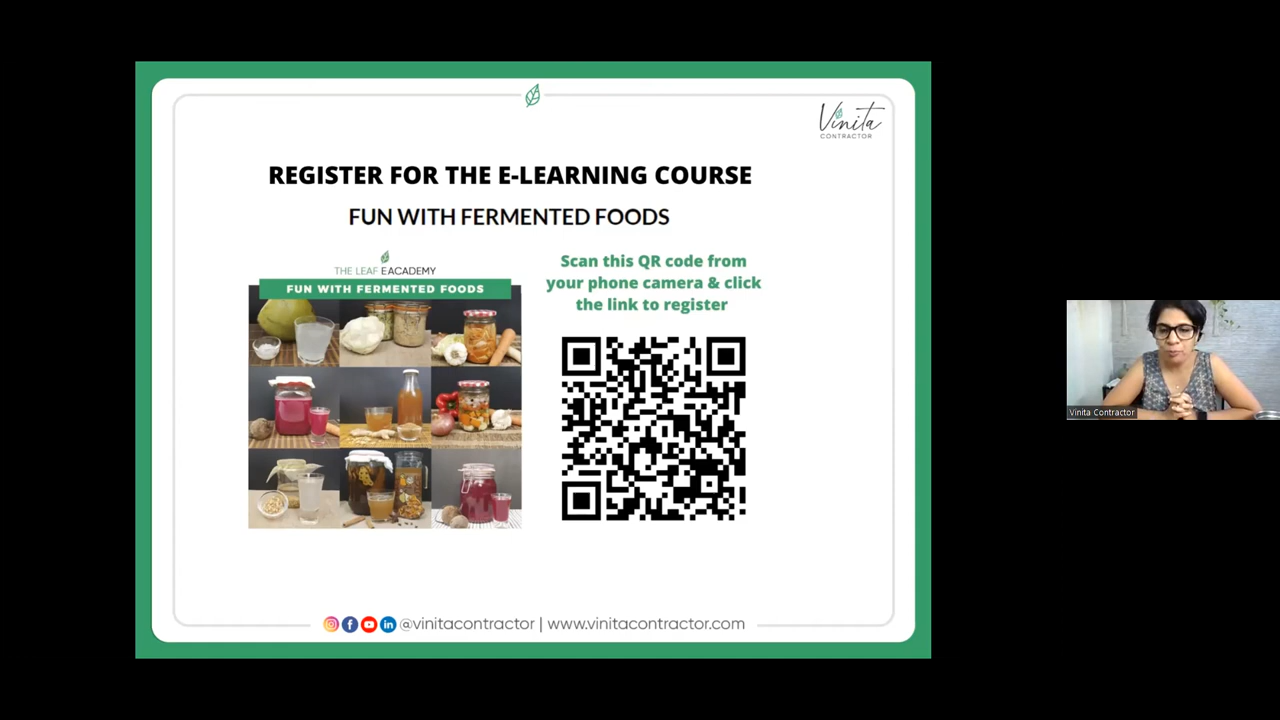 Vinita
CONTRACTOR
REGISTER FOR THE E-LEARNING COURSE
FUN WITH FERMENTED FOODS
THE LEAF EACADEMY
FUN WITH FERMENTED FOODS
Scan this QR code from
your phone camera & click
the link to register
@vinitacontractor | www.vinitacontractor.com
Vinita Contractor